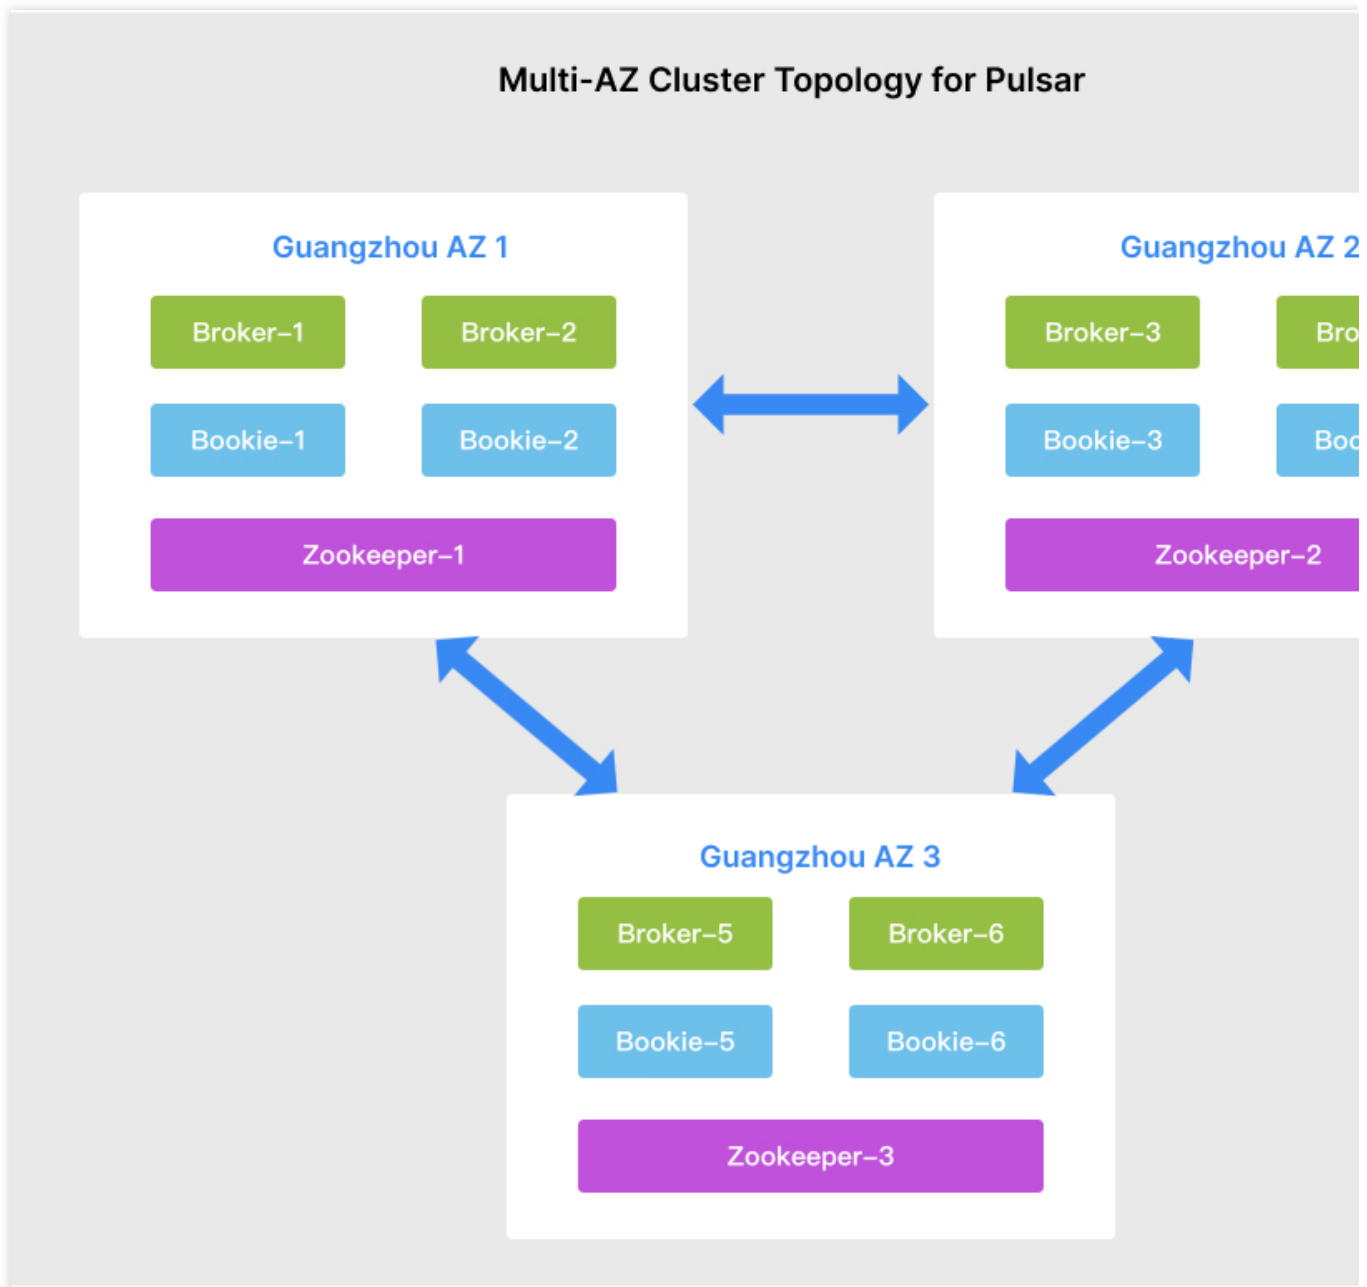 Multi-AZ Cluster Topology for Pulsar
Guangzhou AZ 1
Broker–1
Broker–2
Bookie–1
Bookie–2
Zookeeper–1
Guangzhou AZ 2
Broker–3
Bookie–3
Zookeeper–2
Guangzhou AZ 3
Broker–5
Broker–6
Bookie–5
Bookie–6
Zookeeper–3